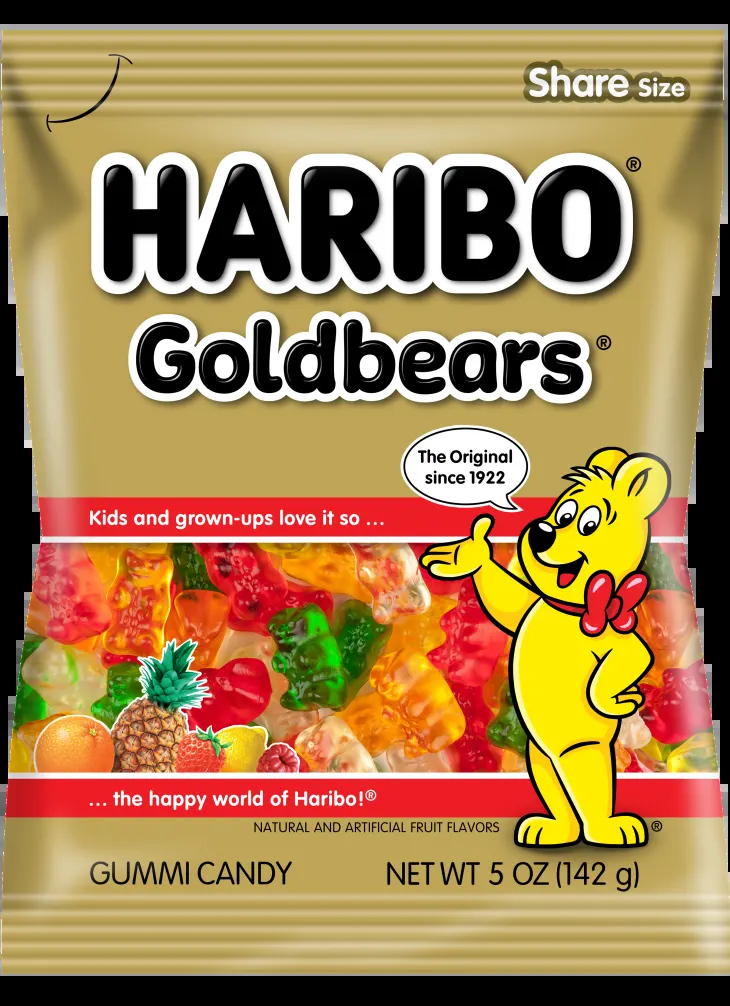 Share Size
HARIBO®
Goldbears®
The Original
since 1922
Kids and grown-ups love it so ...
... the happy world of Haribo!®
NATURAL AND ARTIFICIAL FRUIT FLAVORS
®
GUMMI CANDY NET WT 5 OZ (142 g)